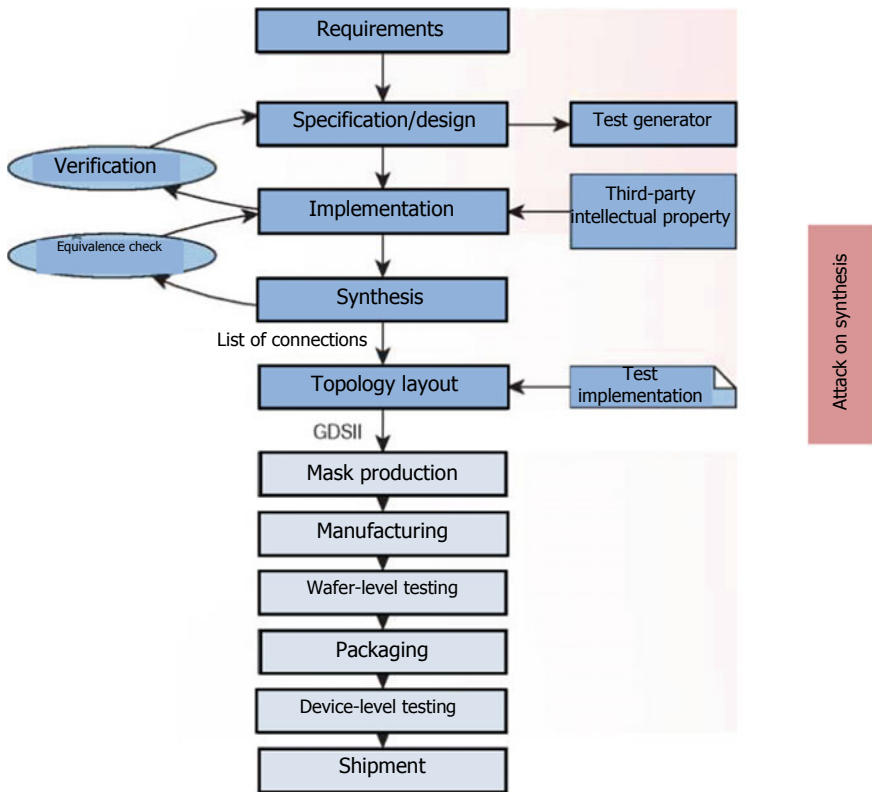 Requirements
Specification/design
Test generator
Verification
Implementation
Third-party
intellectual property
Equivalence check
Synthesis
List of connections
Topology layout
Test
implementation
GDSII
Mask production
Manufacturing
Wafer-level testing
Packaging
Device-level testing
Shipment
Attack on synthesis